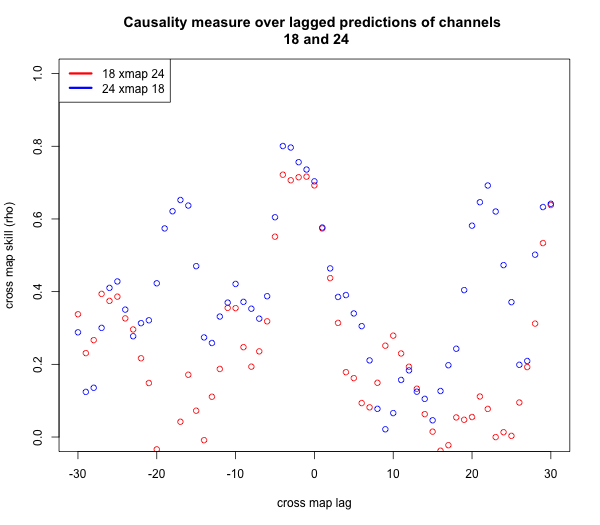 Causality measure over lagged predictions of channels
18 and 24
18 xmap 24
24 xmap 18
1.0
0.8
0.6
0.4
0.2
0.0
cross map skill (rho)
-30 -20 -10 0 10 20 30
cross map lag